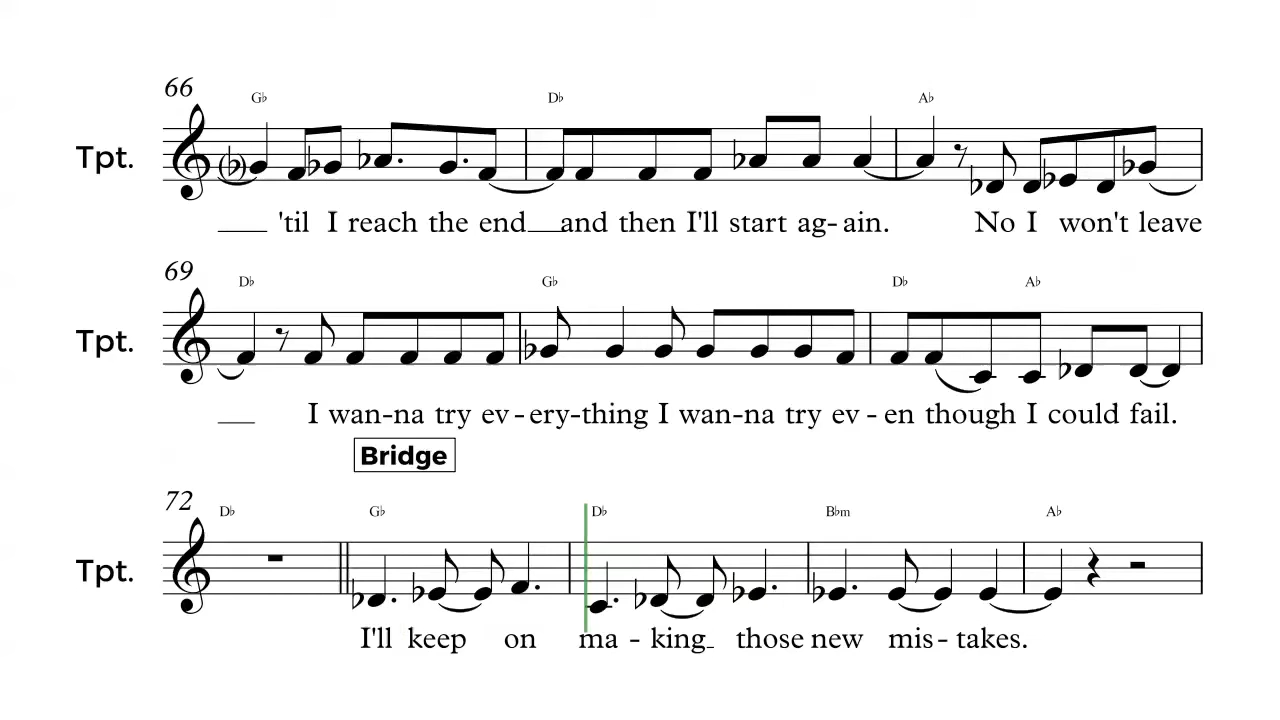 66
G♭ D♭ A♭
Tpt.
'til I reach the end and then I'll start ag-ain. No I won't leave
69
D♭ G♭ D♭ A♭
Tpt.
I wan-na try ev-ery-thing I wan-na try ev-en though I could fail.
Bridge
72
D♭ G♭ D♭ B♭m A♭
Tpt.
I'll keep on ma-king those new mis-takes.